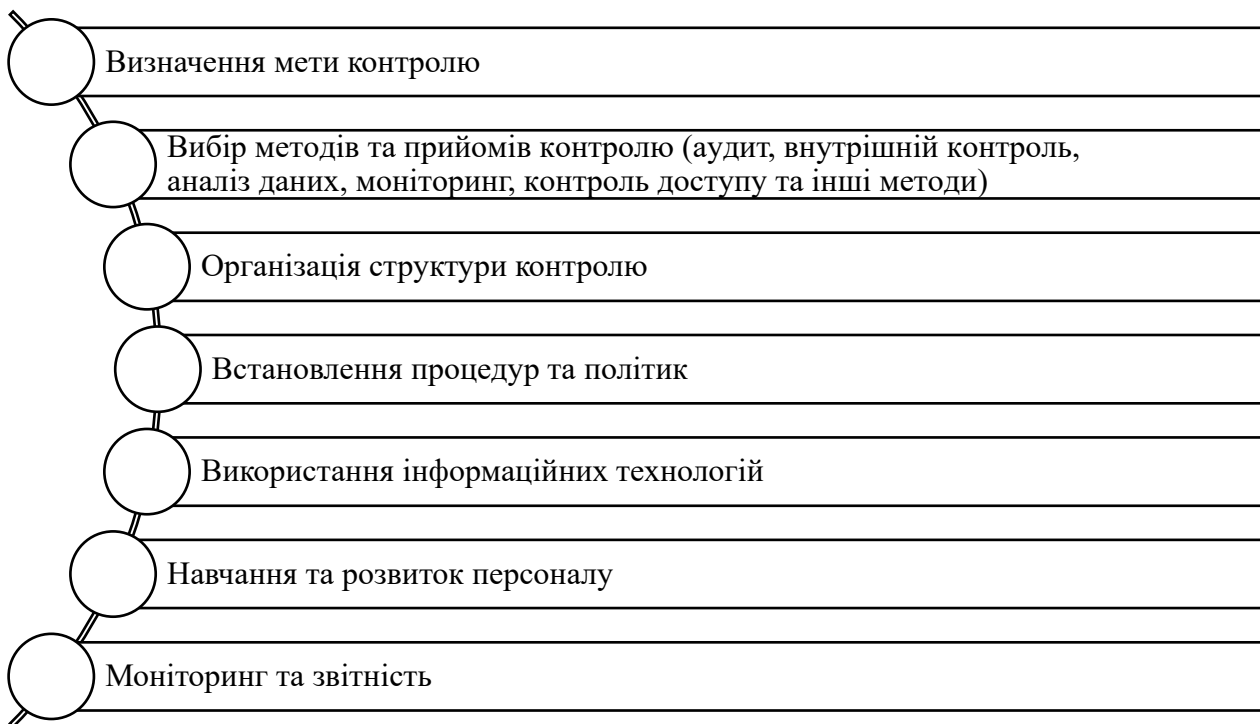 Визначення мети контролю
Вибір методів та прийомів контролю (аудит, внутрішній контроль,
аналіз даних, моніторинг, контроль доступу та інші методи)
Організація структури контролю
Встановлення процедур та політик
Використання інформаційних технологій
Навчання та розвиток персоналу
Моніторинг та звітність